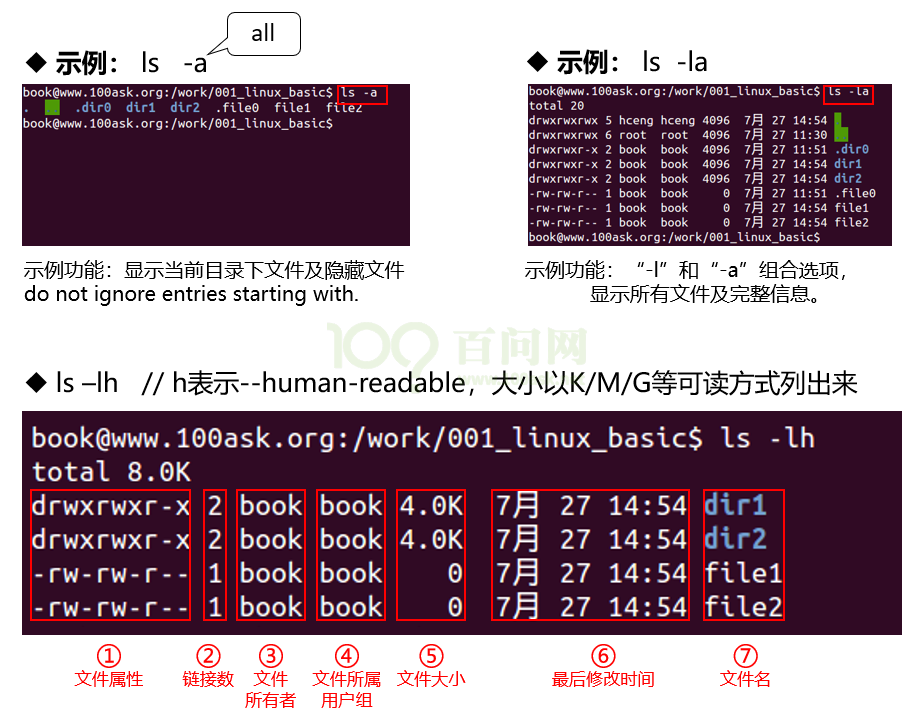 all
◆ 示例： ls -a
book@www.100ask.org:/work/001_linux_basic$ ls -a
. .. .dir0 dir1 dir2 .file0 file1 file2
book@www.100ask.org:/work/001_linux_basic$
示例功能：显示当前目录下文件及隐藏文件
do not ignore entries starting with.
◆ 示例： ls -la
book@www.100ask.org:/work/001_linux_basic$ ls -la
total 20
drwxrwxrwx 5 hceng hceng 4096 7月 27 14:54 .
drwxrwxrwx 6 root root 4096 7月 27 11:30 ..
drwxrwxr-x 2 book book 4096 7月 27 11:51 .dir0
drwxrwxr-x 2 book book 4096 7月 27 14:54 dir1
drwxrwxr-x 2 book book 4096 7月 27 14:54 dir2
-rw-rw-r-- 1 book book 0 7月 27 11:51 .file0
-rw-rw-r-- 1 book book 0 7月 27 14:54 file1
-rw-rw-r-- 1 book book 0 7月 27 14:54 file2
book@www.100ask.org:/work/001_linux_basic$
示例功能：“-l”和“-a”组合选项，
显示所有文件及完整信息。
100 百问网
◆ ls –lh // h表示--human-readable，大小以K/M/G等可读方式列出来
book@www.100ask.org:/work/001_linux_basic$ ls -lh
total 8.0K
drwxrwxr-x 2 book book 4.0K 7月 27 14:54 dir1
drwxrwxr-x 2 book book 4.0K 7月 27 14:54 dir2
-rw-rw-r-- 1 book book 0 7月 27 14:54 file1
-rw-rw-r-- 1 book book 0 7月 27 14:54 file2
① ② ③ ④ ⑤ ⑥ ⑦
文件属性 链接数 文件 文件所属 文件大小 最后修改时间 文件名
所有者 用户组